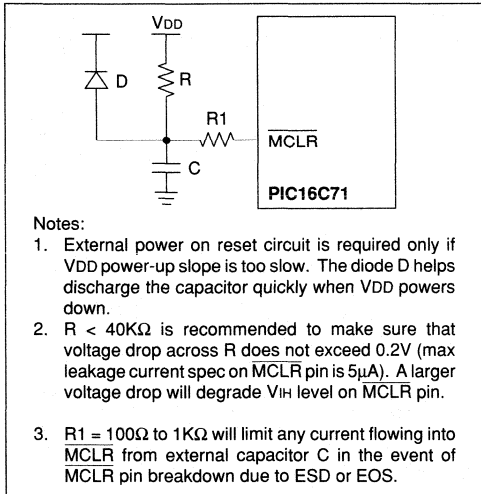 VDD
D
R
R1
MCLR
C
PIC16C71
Notes:
1. External power on reset circuit is required only if
VDD power-up slope is too slow. The diode D helps
discharge the capacitor quickly when VDD powers
down.
2. R < 40KΩ is recommended to make sure that
voltage drop across R does not exceed 0.2V (max
leakage current spec on MCLR pin is 5µA). A larger
voltage drop will degrade VIH level on MCLR pin.
3. R1 = 100Ω to 1KΩ will limit any current flowing into
MCLR from external capacitor C in the event of
MCLR pin breakdown due to ESD or EOS.